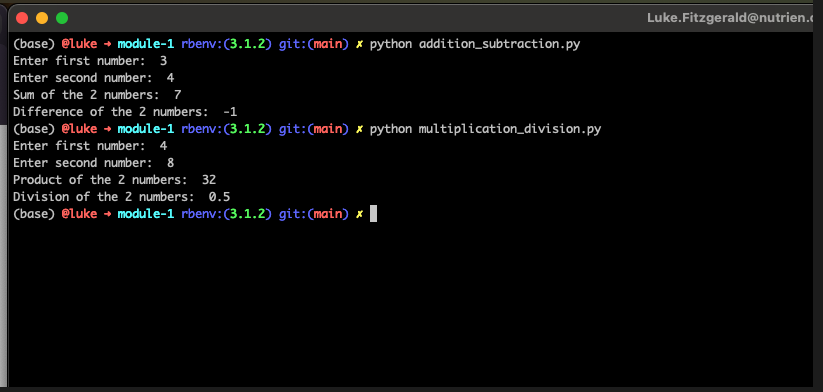 Luke.Fitzgerald@nutrien.c
(base) @luke ➜ module-1 rbenv:(3.1.2) git:(main) ✗ python addition_subtraction.py
Enter first number:  3
Enter second number:  4
Sum of the 2 numbers:  7
Difference of the 2 numbers:  -1
(base) @luke ➜ module-1 rbenv:(3.1.2) git:(main) ✗ python multiplication_division.py
Enter first number:  4
Enter second number:  8
Product of the 2 numbers:  32
Division of the 2 numbers:  0.5
(base) @luke ➜ module-1 rbenv:(3.1.2) git:(main) ✗